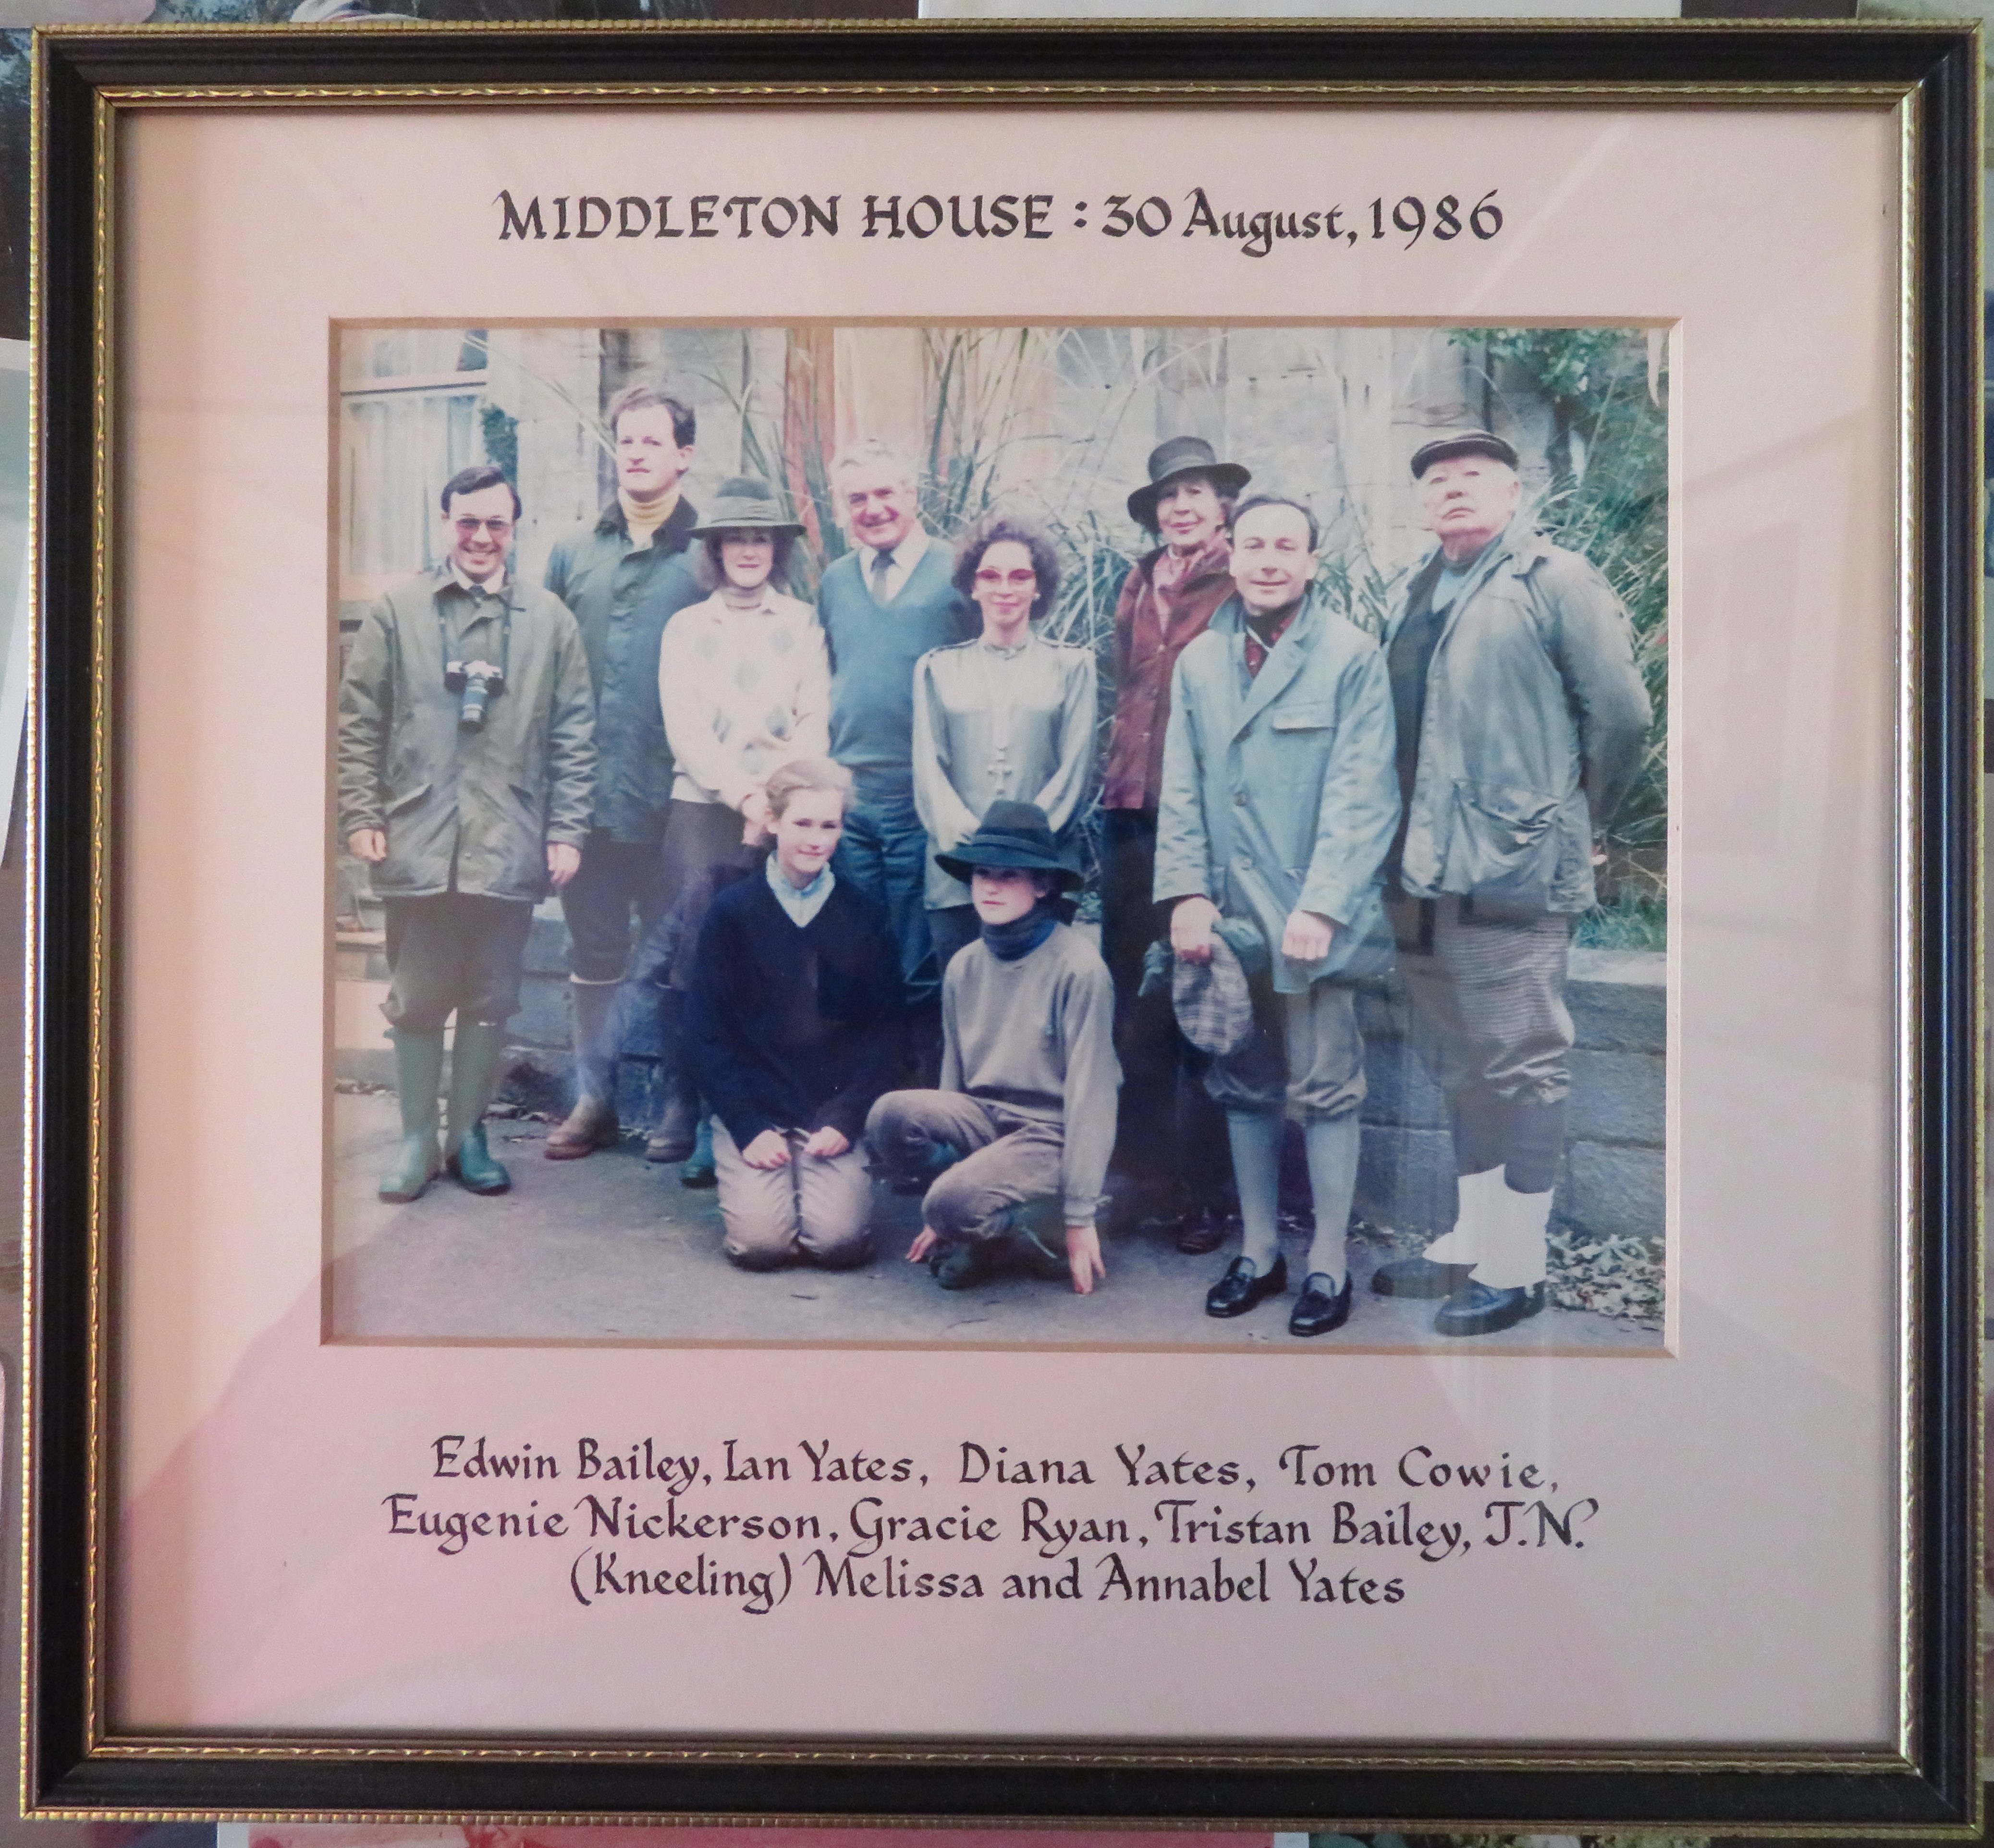 MIDDLETON HOUSE : 30 August, 1986
Edwin Bailey, Ian Yates, Diana Yates, Tom Cowie,
Eugenie Nickerson, Gracie Ryan, Tristan Bailey, J.N.
(Kneeling) Melissa and Annabel Yates